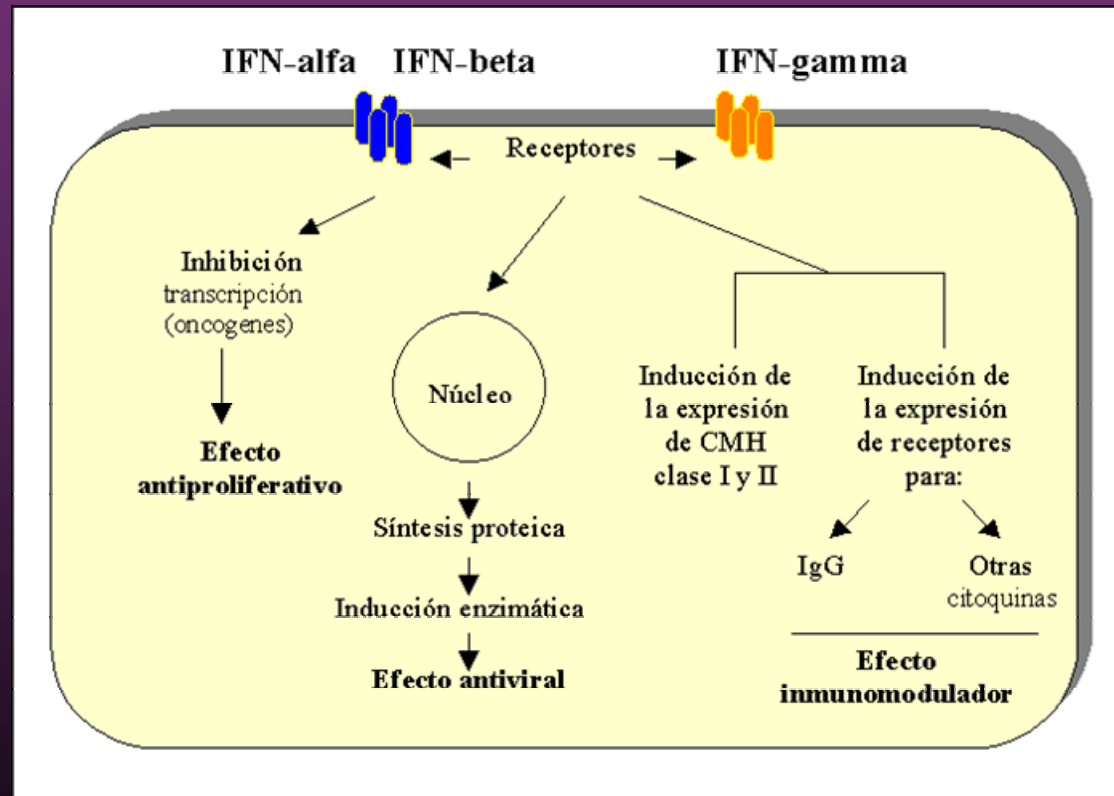 IFN-alfa IFN-beta
IFN-gamma
Receptores
Inhibición
transcripción
(oncogenes)
Efecto
antiproliferativo
Núcleo
Síntesis proteica
Inducción enzimática
Efecto antiviral
Inducción de
la expresión
de CMH
clase I y II
Inducción de
la expresión
de receptores
para:
IgG
Otras
citoquinas
Efecto
inmunomodulador